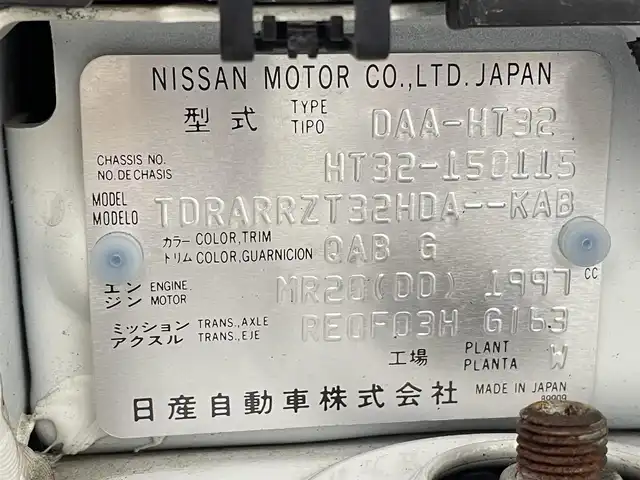 NISSAN MOTOR CO.,LTD. JAPAN
型式 TYPE TIPO DAA-HT32
CHASSIS NO. NO. DE CHASIS HT32-150115
MODEL MODELO TDRARRZT32HDA--KAB
カラー トリム COLOR,TRIM COLOR,GUARNICION QAB G
エンジン ENGINE. MOTOR MR20(DD) 1997 CC
ミッション アクスル TRANS.,AXLE TRANS.,EJE RE0F03H G163
工場 PLANT PLANTA W
日産自動車株式会社 MADE IN JAPAN
89909